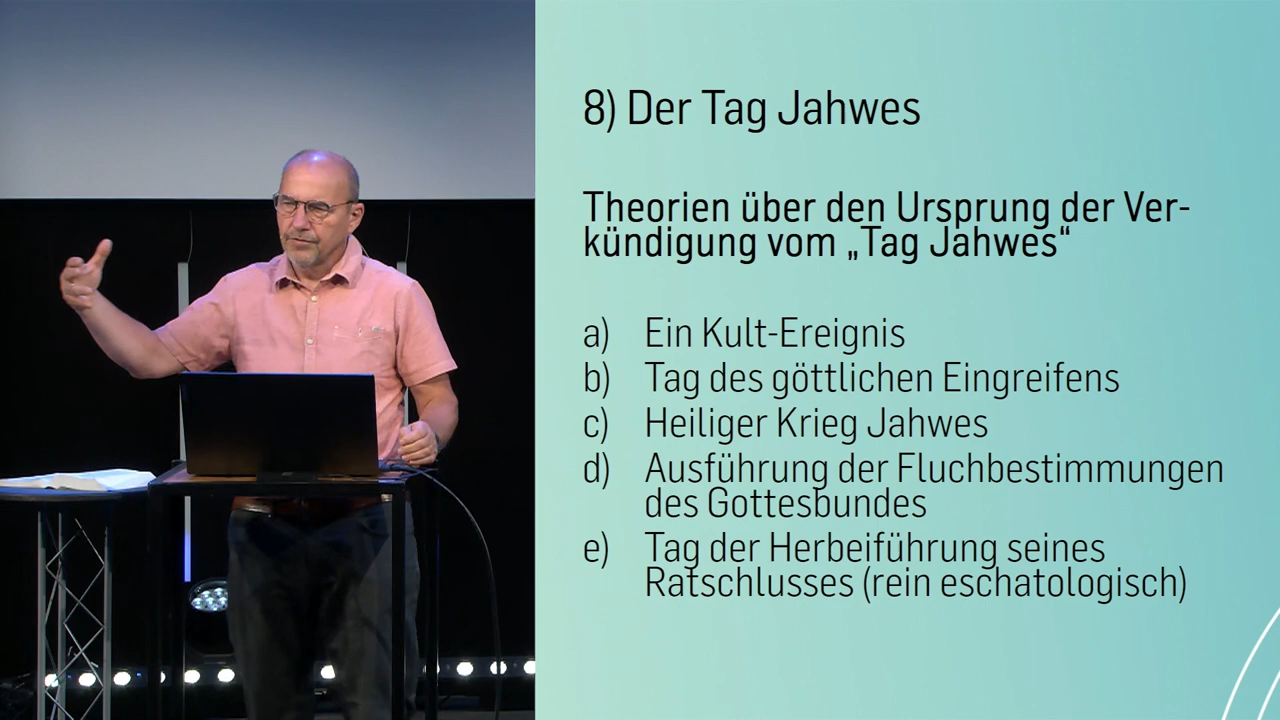 8) Der Tag Jahwes
Theorien über den Ursprung der Ver-
kündigung vom „Tag Jahwes“
a) Ein Kult-Ereignis
b) Tag des göttlichen Eingreifens
c) Heiliger Krieg Jahwes
d) Ausführung der Fluchbestimmungen
des Gottesbundes
e) Tag der Herbeiführung seines
Ratschlusses (rein eschatologisch)